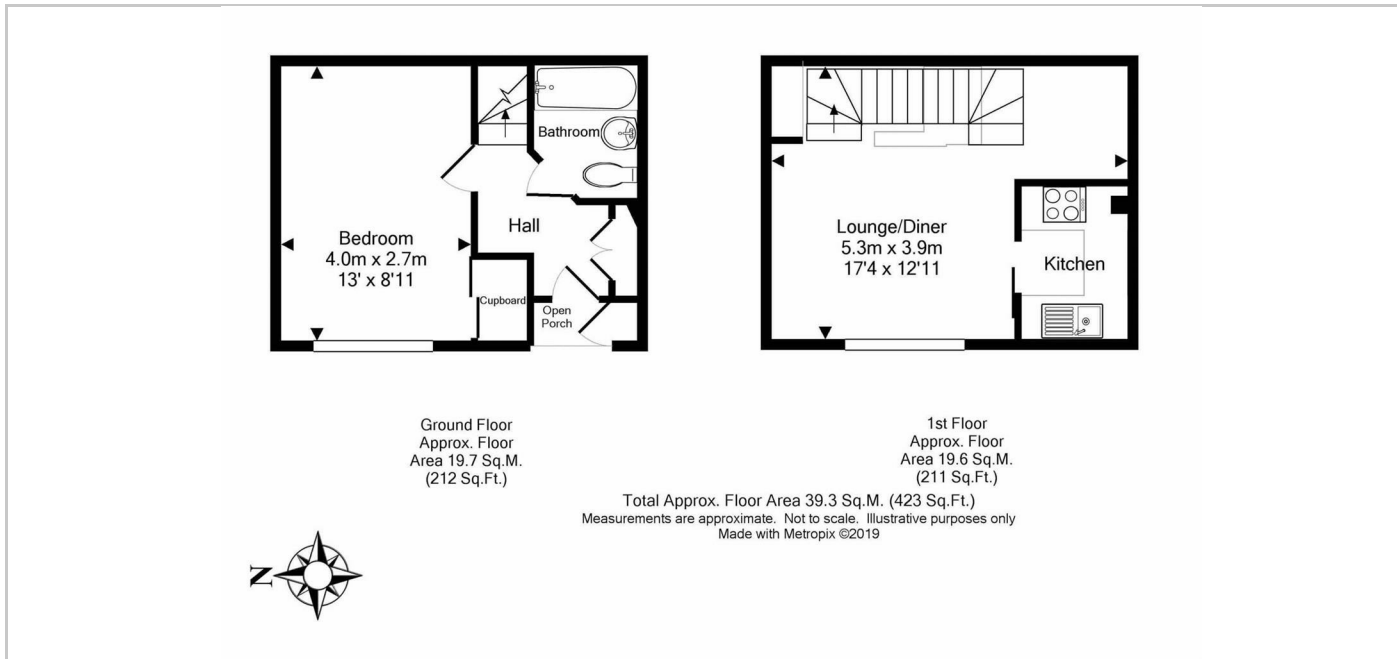 Bedroom
4.0m x 2.7m
13' x 8'11
Bathroom
Hall
Cupboard
Open
Porch
Lounge/Diner
5.3m x 3.9m
17'4 x 12'11
Kitchen
Ground Floor
Approx. Floor
Area 19.7 Sq.M.
(212 Sq.Ft.)
1st Floor
Approx. Floor
Area 19.6 Sq.M.
(211 Sq.Ft.)
Total Approx. Floor Area 39.3 Sq.M. (423 Sq.Ft.)
Measurements are approximate. Not to scale. Illustrative purposes only
Made with Metropix ©2019
N